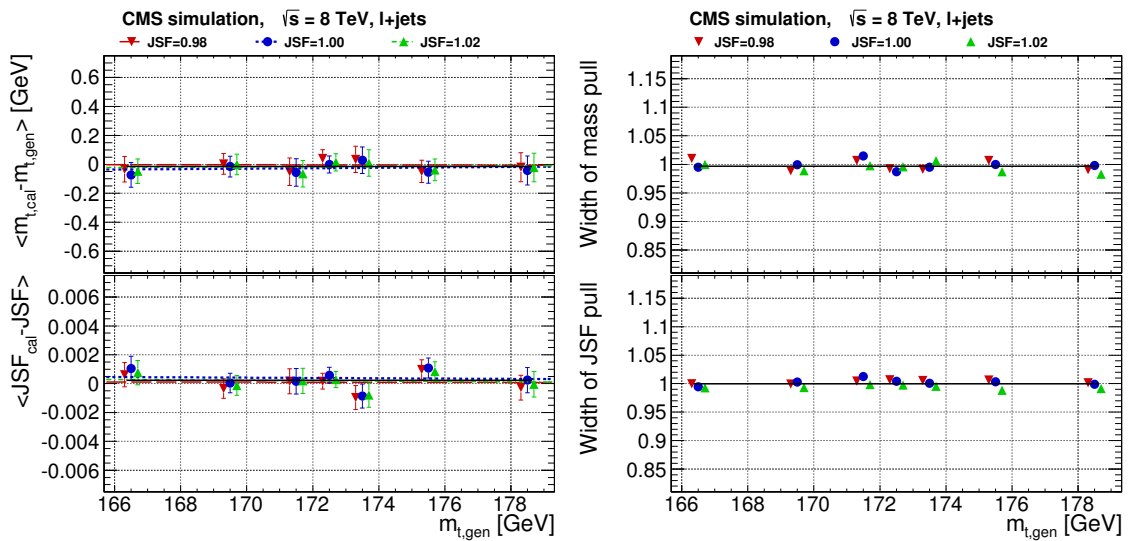 CMS simulation, √s = 8 TeV, l+jets
JSF=0.98 JSF=1.00 JSF=1.02
<m_t,cal-m_t,gen> [GeV]
0.6
0.4
0.2
0
-0.2
-0.4
-0.6
<JSF_cal-JSF>
0.006
0.004
0.002
0
-0.002
-0.004
-0.006
166 168 170 172 174 176 178
m_t,gen [GeV]
CMS simulation, √s = 8 TeV, l+jets
JSF=0.98 JSF=1.00 JSF=1.02
Width of mass pull
1.15
1.1
1.05
1
0.95
0.9
0.85
Width of JSF pull
1.15
1.1
1.05
1
0.95
0.9
0.85
166 168 170 172 174 176 178
m_t,gen [GeV]